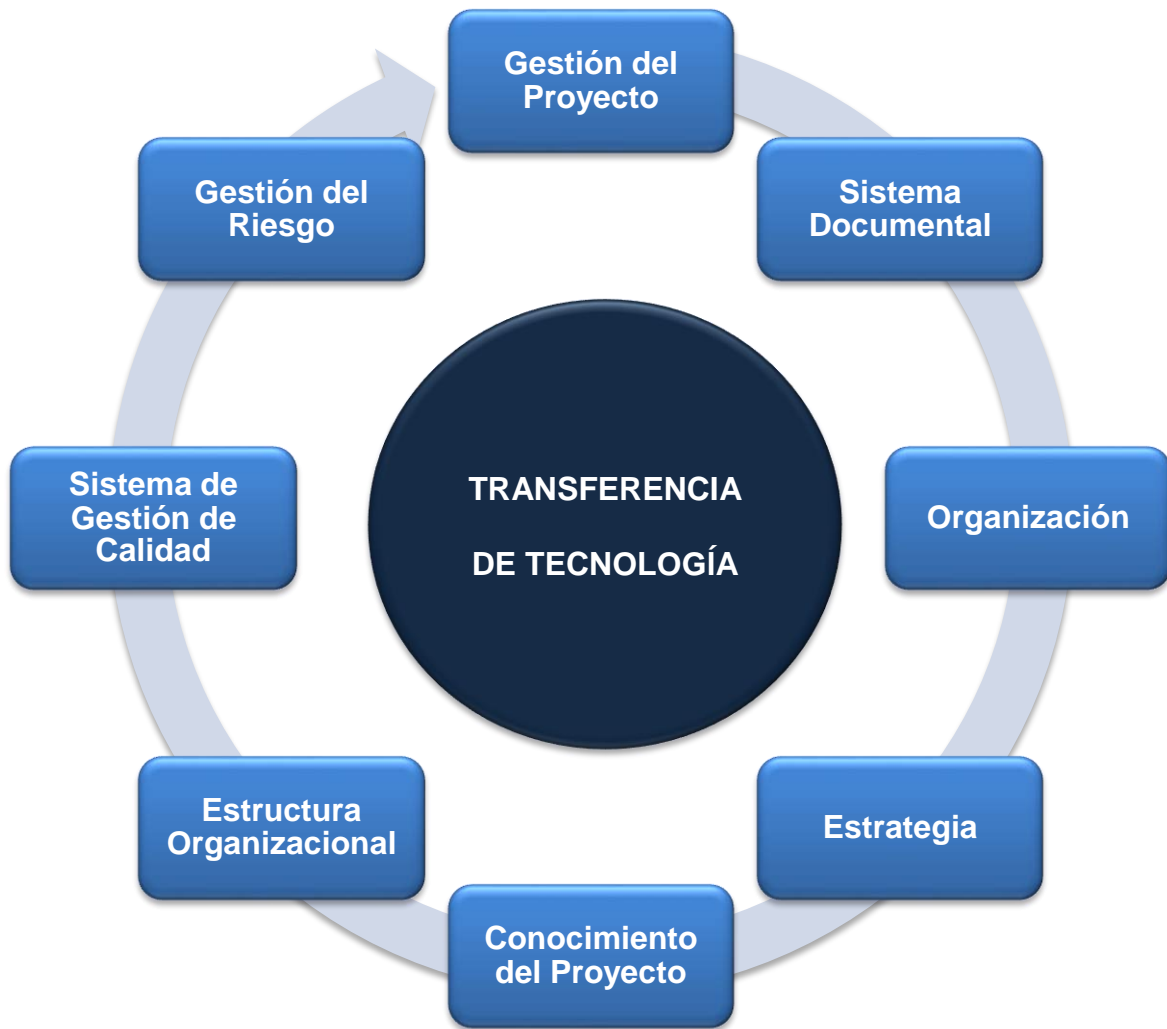 Gestión del
Proyecto
Sistema
Documental
Organización
Estrategia
Conocimiento
del Proyecto
Estructura
Organizacional
Sistema de
Gestión de
Calidad
Gestión del
Riesgo
TRANSFERENCIA
DE TECNOLOGÍA